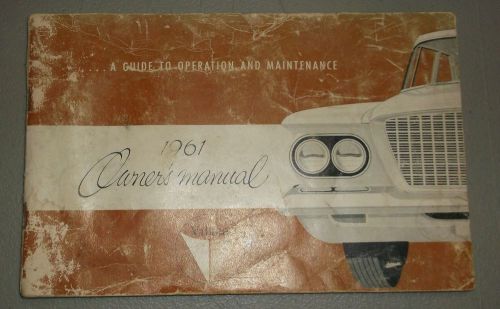 .....A GUIDE TO OPERATION AND MAINTENANCE
1961
Owner's manual